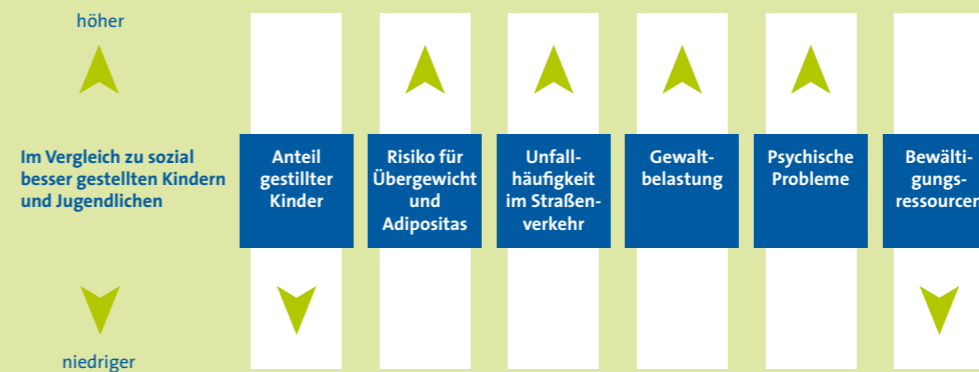 höher
Im Vergleich zu sozial
besser gestellten Kindern
und Jugendlichen
Anteil
gestillter
Kinder
Risiko für
Übergewicht
und
Adipositas
Unfall-
häufigkeit
im Straßen-
verkehr
Gewalt-
belastung
Psychische
Probleme
Bewälti-
gungs-
ressourcen
niedriger